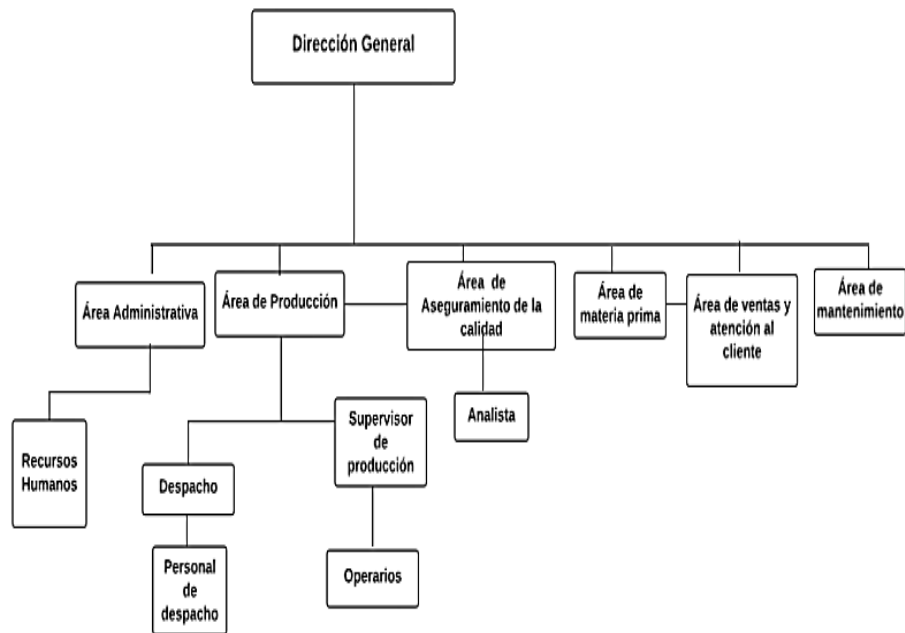 Dirección General
Área Administrativa
Área de Producción
Área de
Aseguramiento de la
calidad
Área de
materia prima
Área de ventas y
atención al
cliente
Área de
mantenimiento
Recursos
Humanos
Despacho
Supervisor
de
producción
Analista
Personal
de
despacho
Operarios